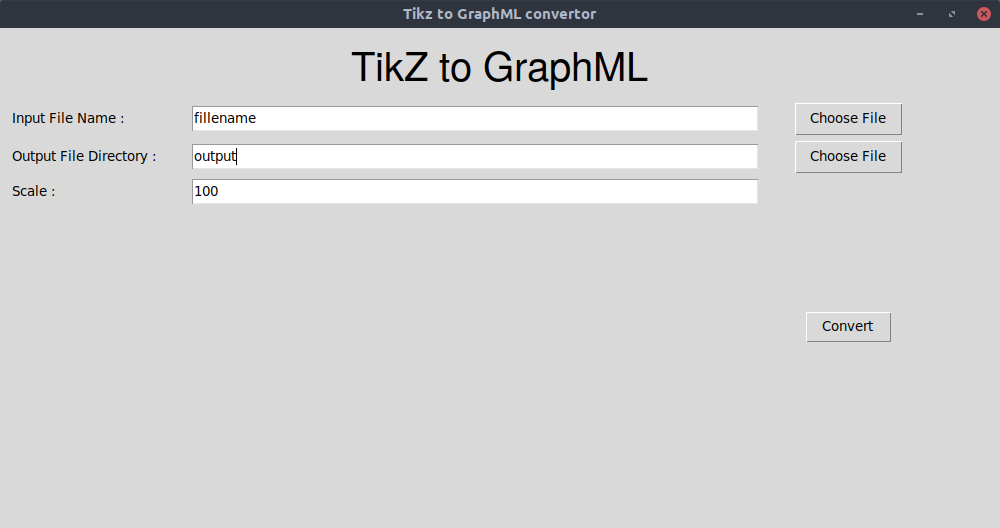 Tikz to GraphML convertor
TikZ to GraphML
Input File Name : fillename Choose File
Output File Directory : output Choose File
Scale : 100
Convert